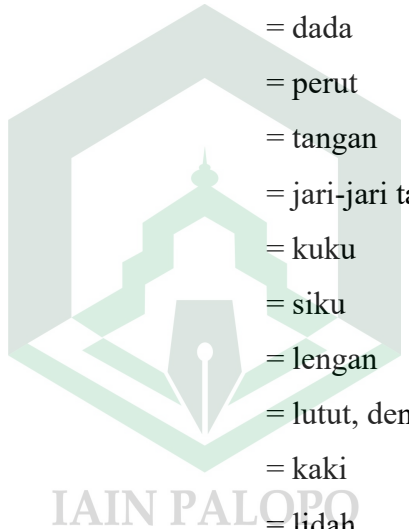 = dada
= perut
= tangan
= jari-jari
= kuku
= siku
= lengan
= lutut,
= kaki
IAIN PALOPO
= lidah